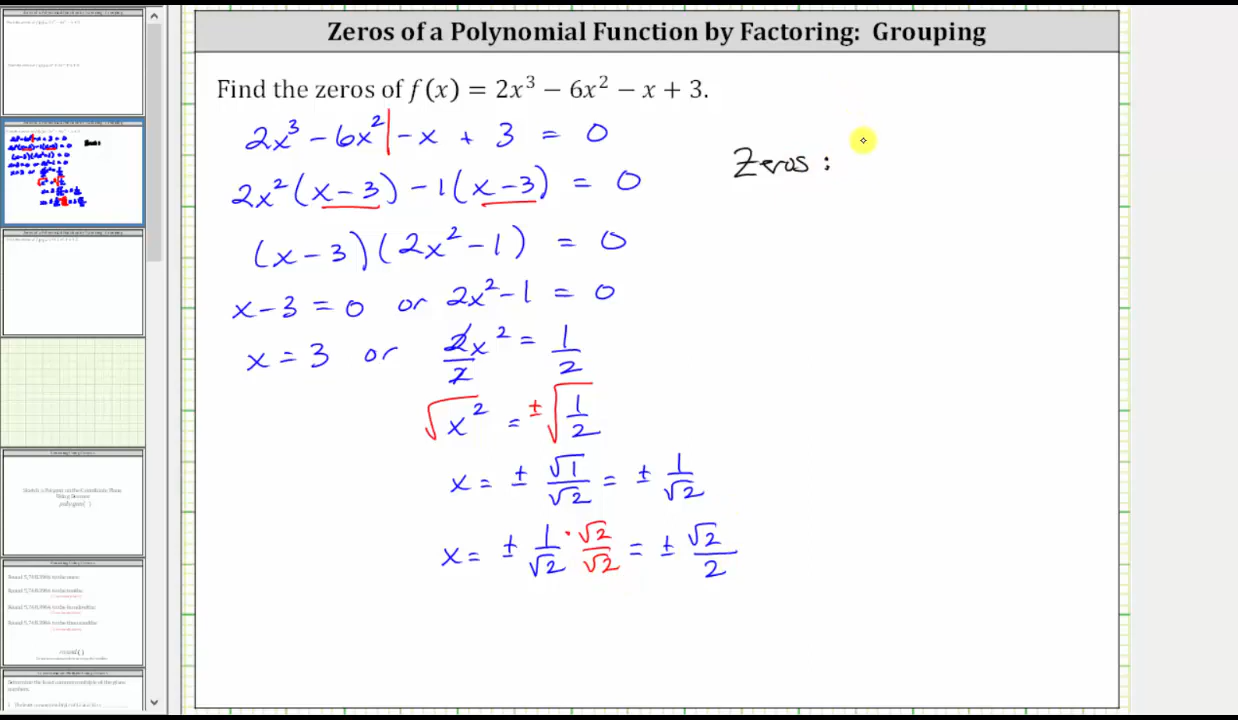 Zeros of a Polynomial Function by Factoring: Grouping
Find the zeros of f(x) = 2x³ − 6x² − x + 3.
2x³ − 6x² | − x + 3 = 0
Zeros :
2x²(x − 3) − 1(x − 3) = 0
(x − 3)(2x² − 1) = 0
x − 3 = 0 or 2x² − 1 = 0
x = 3 or 2x²/2 = 1/2
√x² = ±√(1/2)
x = ± √1/√2 = ± 1/√2
x = ± 1/√2 · √2/√2 = ± √2/2